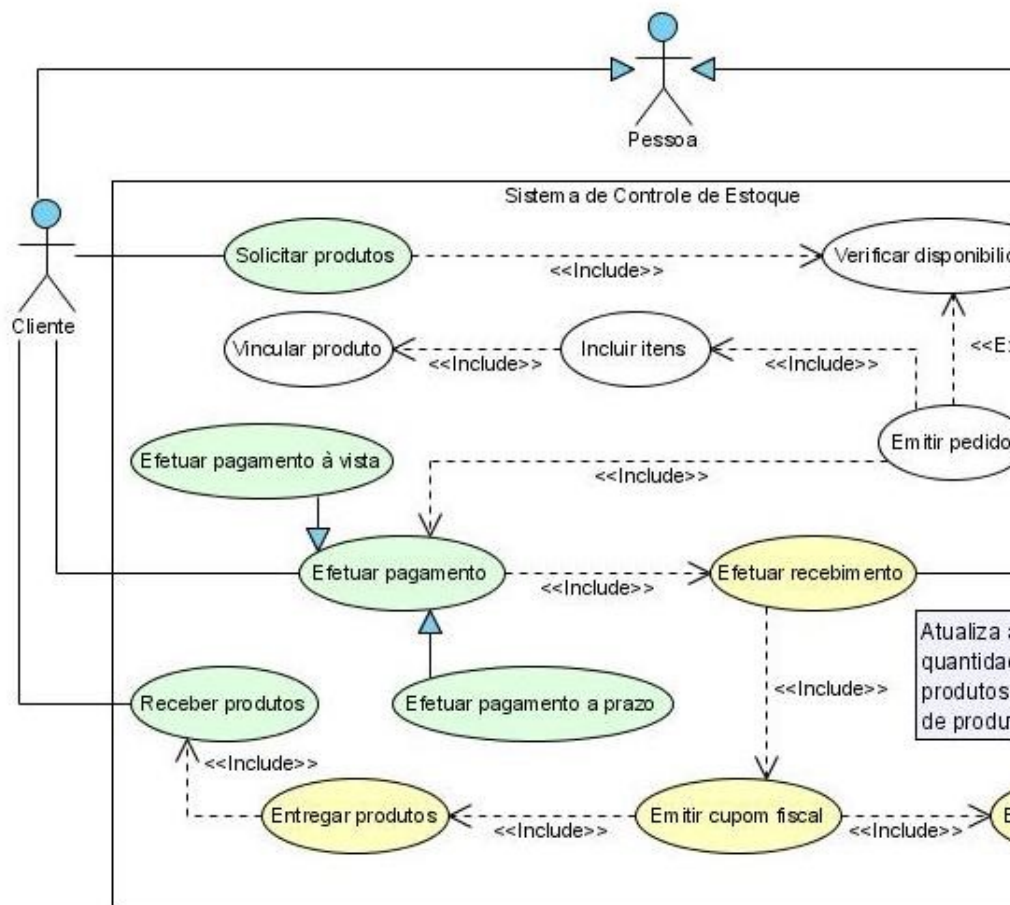 Pessoa
Sistema de Controle de Estoque
Cliente
Solicitar produtos
<<Include>>
Vincular produto
<<Include>>
Incluir itens
<<Include>>
Emitir pedido
Efetuar pagamento à vista
<<Include>>
Efetuar pagamento
<<Include>>
Efetuar recebimento
Atualiza
produtos
<<Include>>
Receber produtos
Efetuar pagamento a prazo
de
<<Include>>
Entregar produtos
<<Include>>
Emitir cupom fiscal
<<Include>>
Verificar